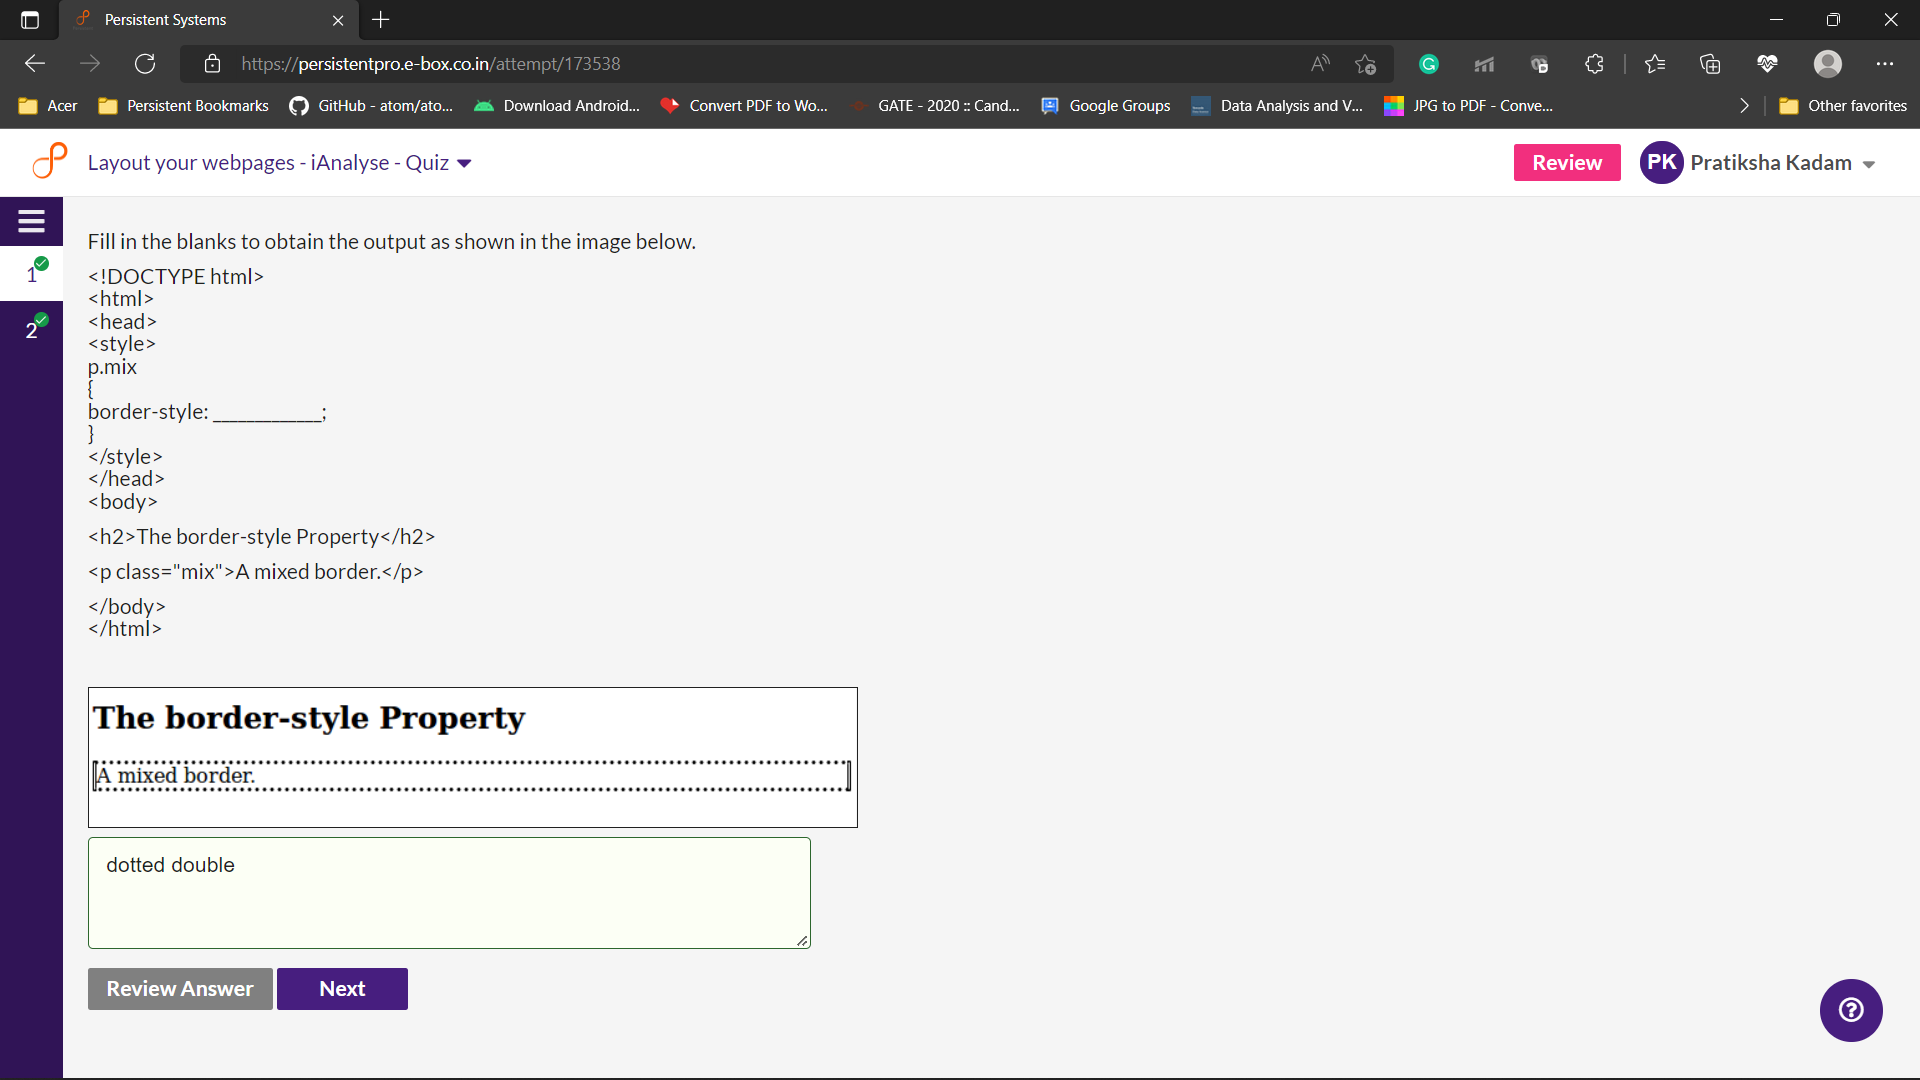 Persistent Systems
https://persistentpro.e-box.co.in/attempt/173538
Acer
Persistent Bookmarks
GitHub - atom/ato...
Download Android...
Convert PDF to Wo...
GATE - 2020 :: Cand...
Google Groups
Data Analysis and V...
JPG to PDF - Conve...
Other favorites
Layout your webpages - iAnalyse - Quiz
Review
PK
Pratiksha Kadam
1
2
Fill in the blanks to obtain the output as shown in the image below.
<!DOCTYPE html>
<html>
<head>
<style>
p.mix
{
border-style: ____________;
}
</style>
</head>
<body>
<h2>The border-style Property</h2>
<p class="mix">A mixed border.</p>
</body>
</html>
The border-style Property
A mixed border.
dotted double
Review Answer
Next